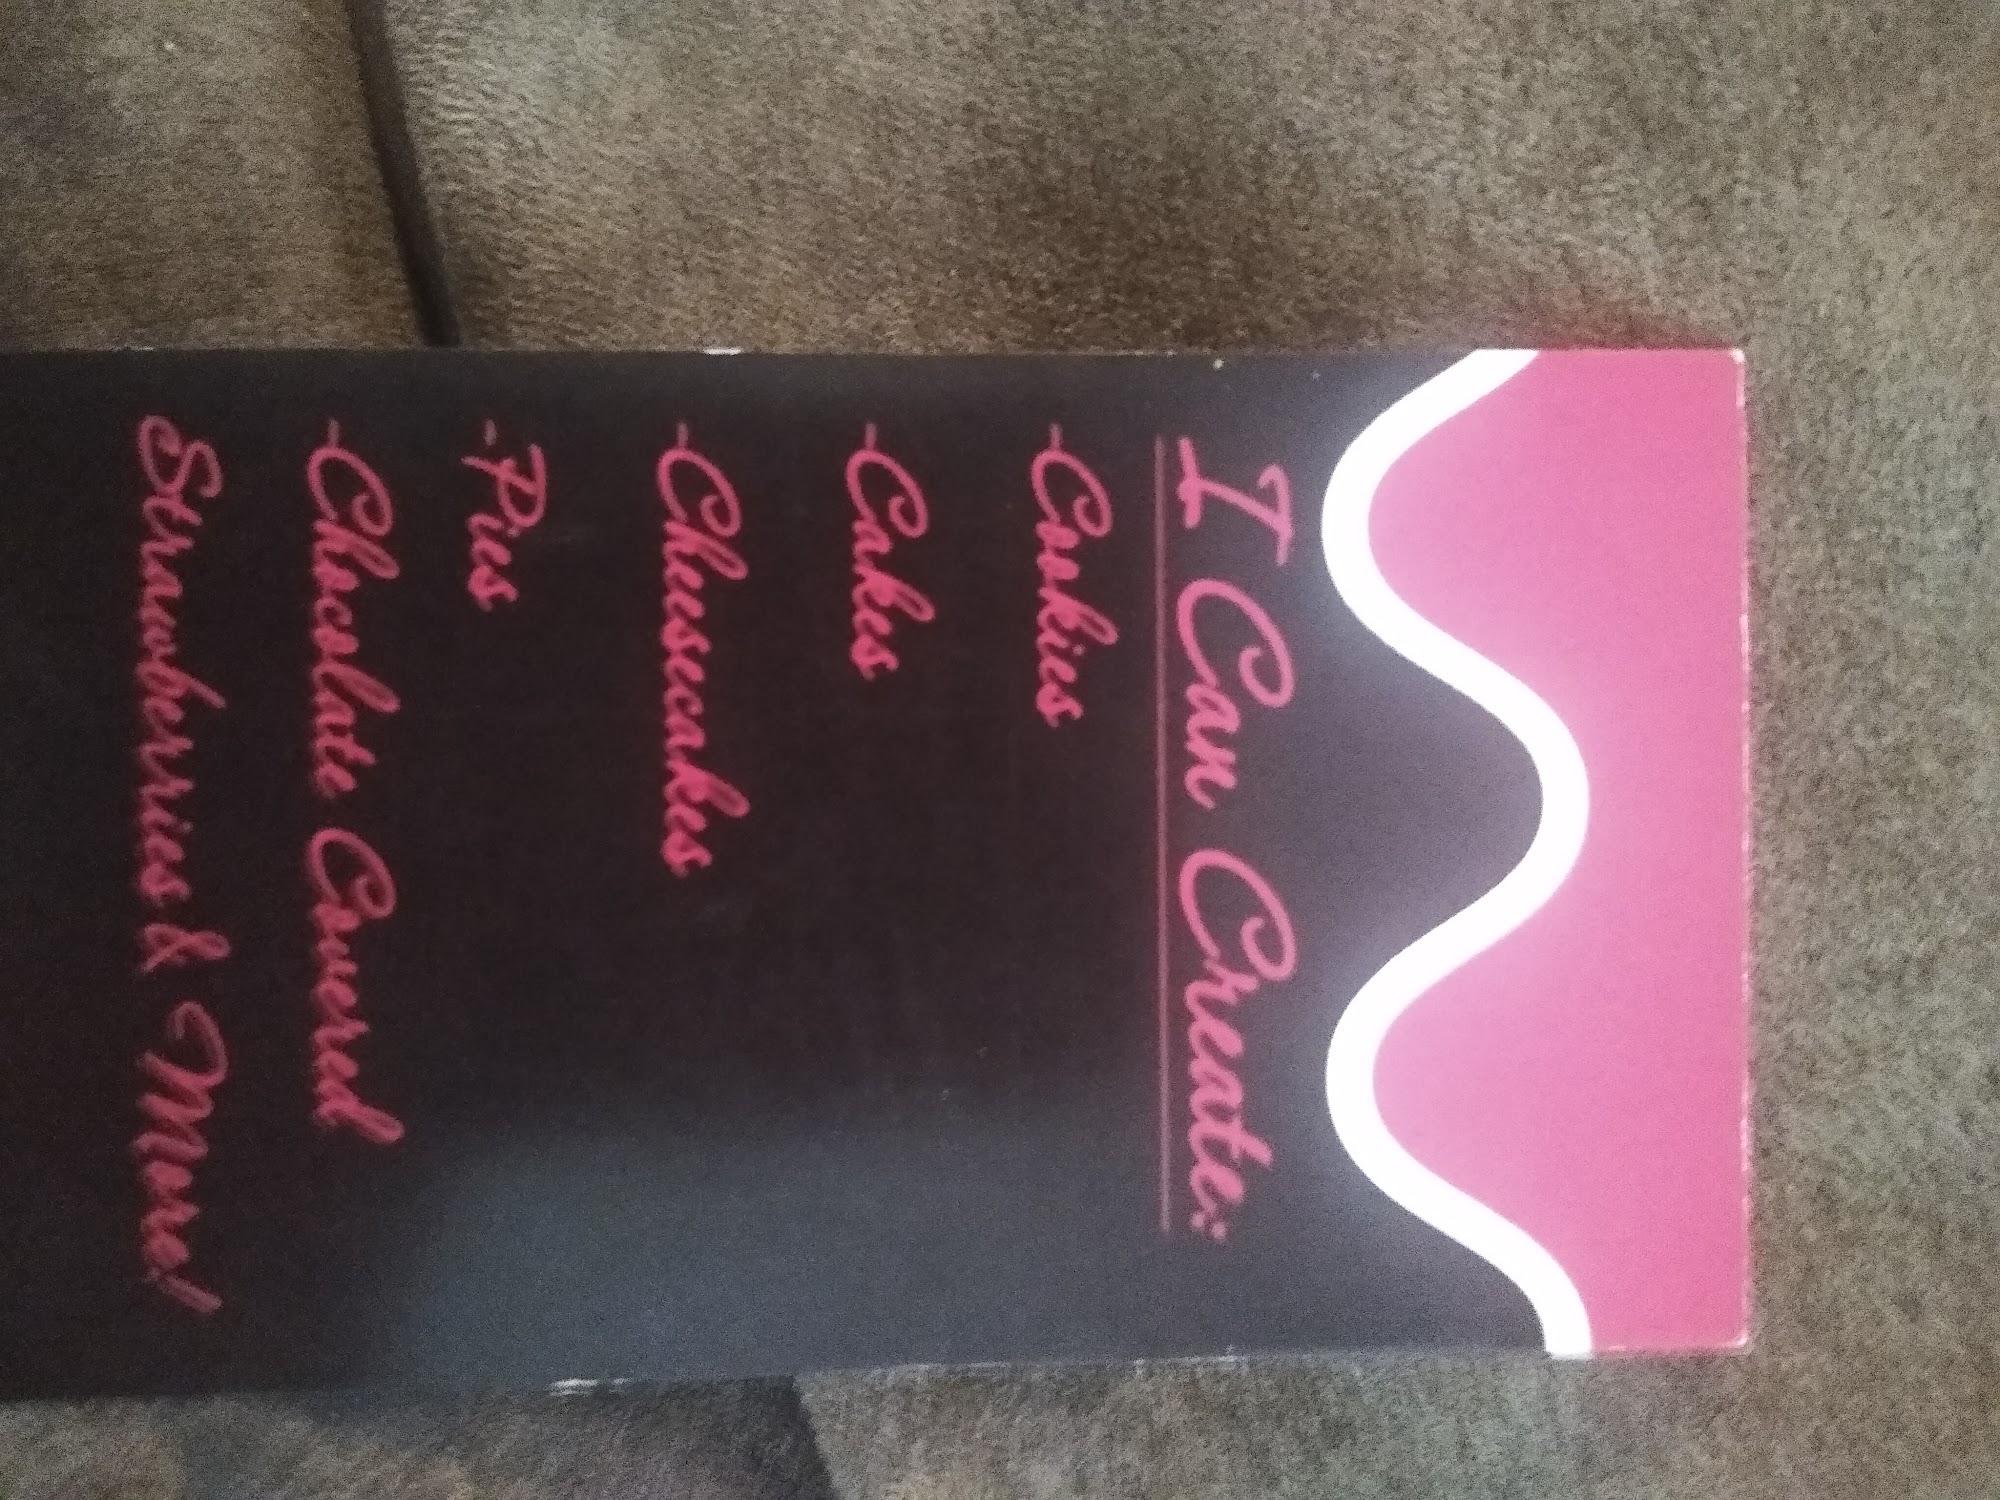 I Can Create:
-Cookies
-Cakes
-Cheesecakes
-Pies
-Chocolate Covered
Strawberries & More!